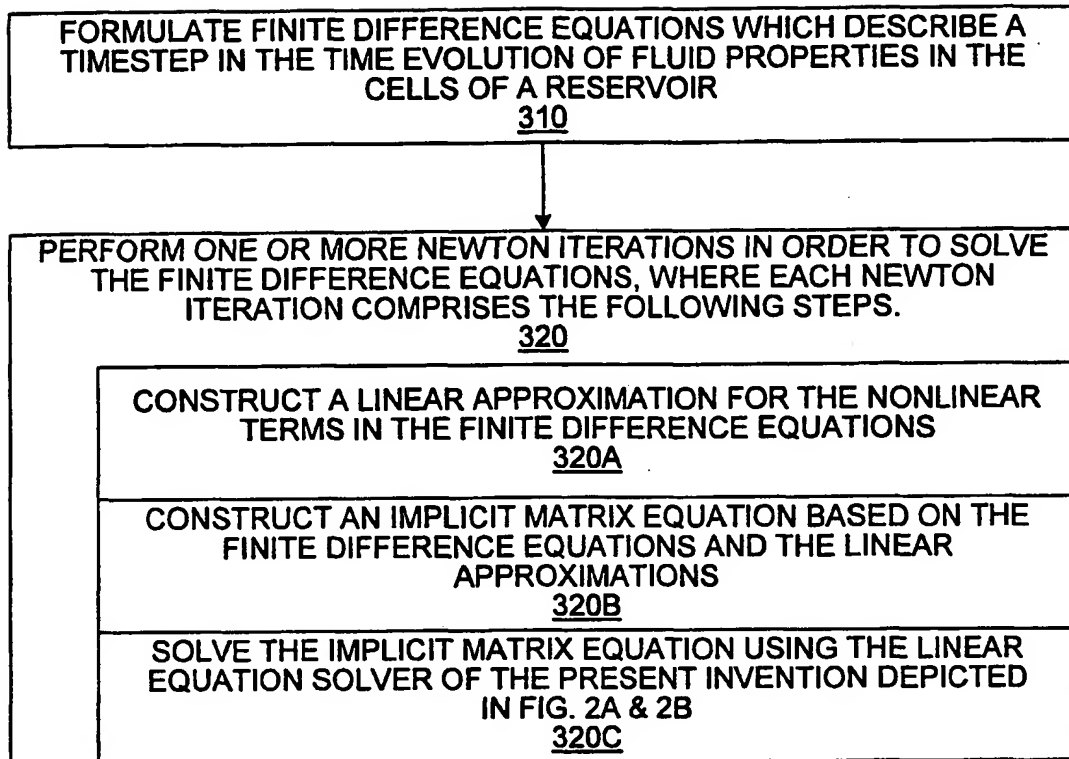 FORMULATE FINITE DIFFERENCE EQUATIONS WHICH DESCRIBE A
TIMESTEP IN THE TIME EVOLUTION OF FLUID PROPERTIES IN THE
CELLS OF A RESERVOIR
310
PERFORM ONE OR MORE NEWTON ITERATIONS IN ORDER TO SOLVE
THE FINITE DIFFERENCE EQUATIONS, WHERE EACH NEWTON
ITERATION COMPRISES THE FOLLOWING STEPS.
320
CONSTRUCT A LINEAR APPROXIMATION FOR THE NONLINEAR
TERMS IN THE FINITE DIFFERENCE EQUATIONS
320A
CONSTRUCT AN IMPLICIT MATRIX EQUATION BASED ON THE
FINITE DIFFERENCE EQUATIONS AND THE LINEAR
APPROXIMATIONS
320B
SOLVE THE IMPLICIT MATRIX EQUATION USING THE LINEAR
EQUATION SOLVER OF THE PRESENT INVENTION DEPICTED
IN FIG. 2A & 2B
320C